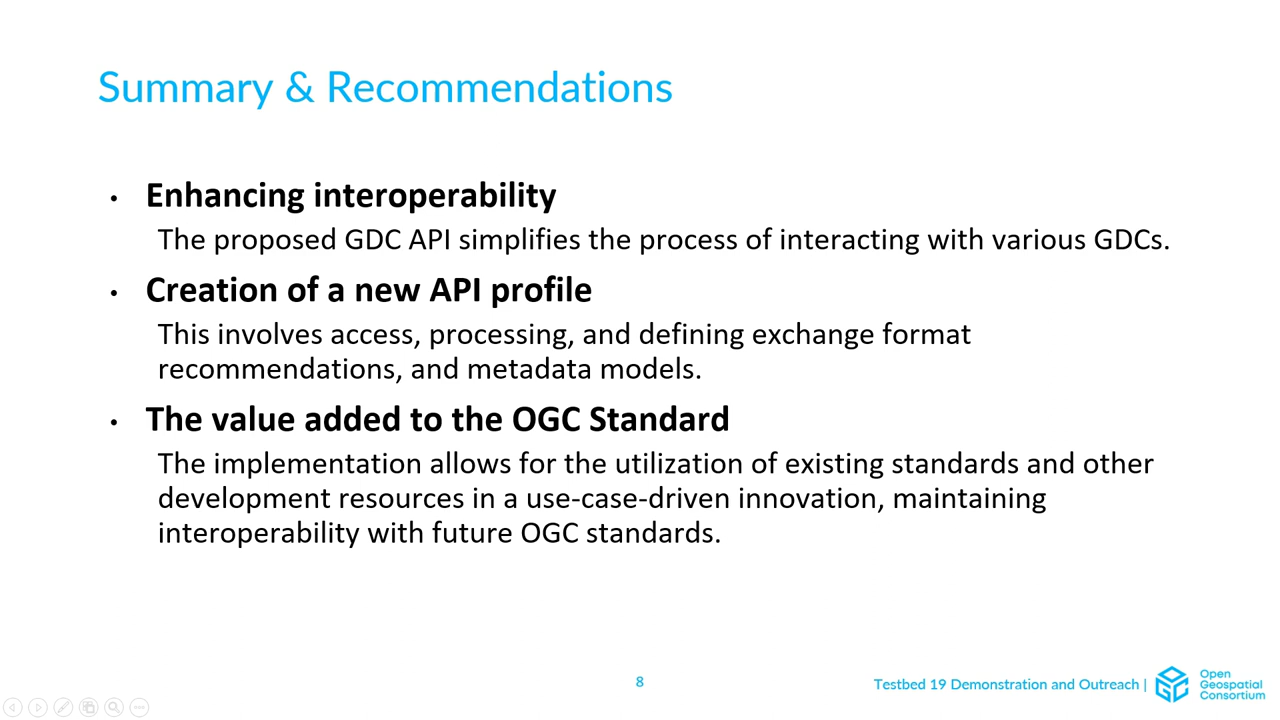 Summary & Recommendations
• Enhancing interoperability
The proposed GDC API simplifies the process of interacting with various GDCs.
• Creation of a new API profile
This involves access, processing, and defining exchange format
recommendations, and metadata models.
• The value added to the OGC Standard
The implementation allows for the utilization of existing standards and other
development resources in a use-case-driven innovation, maintaining
interoperability with future OGC standards.
8
Testbed 19 Demonstration and Outreach |
Open
Geospatial
Consortium